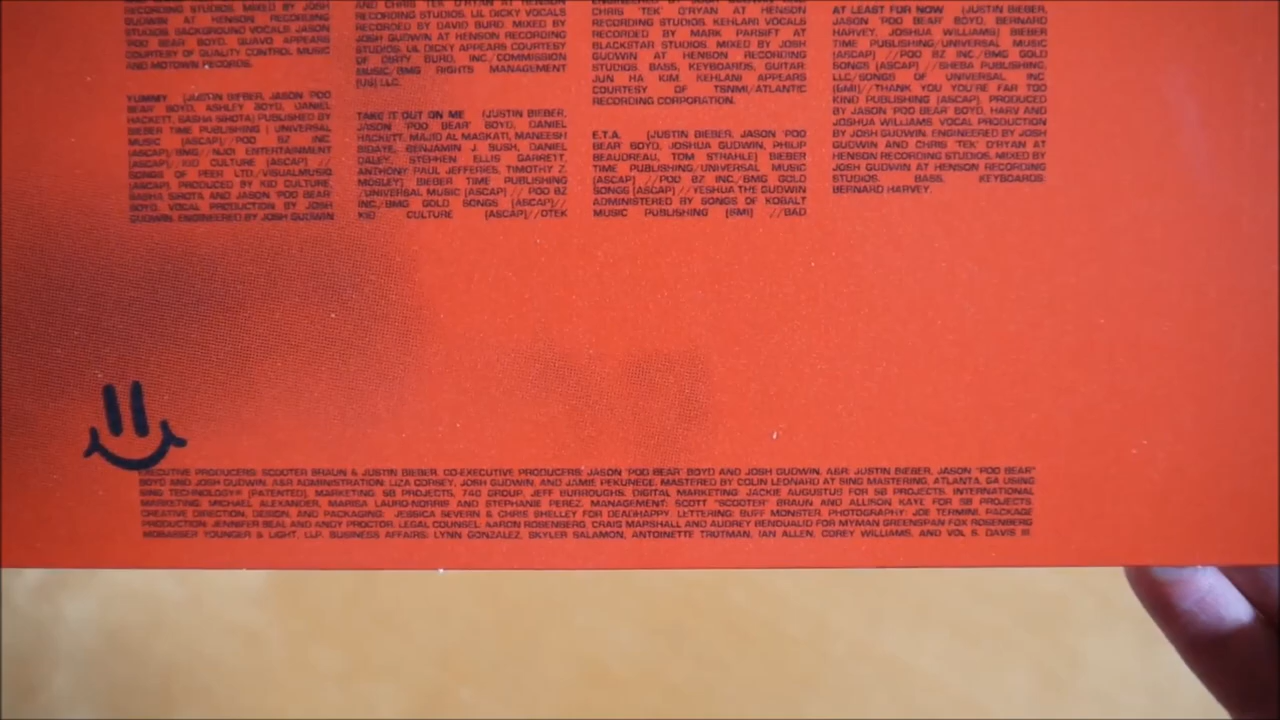 RECORDING STUDIOS. MIXED BY JOSH
GUDWIN AT HENSON RECORDING
STUDIOS. BACKGROUND VOCALS: JASON
'POO BEAR' BOYD. QUAVO APPEARS
COURTESY OF QUALITY CONTROL MUSIC
AND MOTOWN RECORDS.
YUMMY (JUSTIN BIEBER, JASON 'POO
BEAR' BOYD, ASHLEY BOYD, DANIEL
HACKETT, SASHA SIROTA) PUBLISHED BY
BIEBER TIME PUBLISHING / UNIVERSAL
MUSIC (ASCAP)//POO BZ INC.
(ASCAP)/BMG//NJOI ENTERTAINMENT
(ASCAP)// KID CULTURE (ASCAP) //
SONGS OF PEER LTD./VISUALMUSIQ
(ASCAP). PRODUCED BY KID CULTURE,
SASHA SIROTA AND JASON 'POO BEAR'
BOYD. VOCAL PRODUCTION BY JOSH
GUDWIN. ENGINEERED BY JOSH GUDWIN
AND CHRIS 'TEK' O'RYAN AT HENSON
RECORDING STUDIOS. LIL DICKY VOCALS
RECORDED BY DAVID BURD. MIXED BY
JOSH GUDWIN AT HENSON RECORDING
STUDIOS. LIL DICKY APPEARS COURTESY
OF DIRTY BURD, INC./COMMISSION
MUSIC/BMG RIGHTS MANAGEMENT
(US) LLC.
TAKE IT OUT ON ME (JUSTIN BIEBER,
JASON 'POO BEAR' BOYD, DANIEL
HACKETT, MAJID AL MASKATI, MANEESH
BIDAYE, BENJAMIN J. BUSH, DANIEL
DALEY, STEPHEN ELLIS GARRETT,
ANTHONY PAUL JEFFERIES, TIMOTHY Z.
MOSLEY) BIEBER TIME PUBLISHING
/UNIVERSAL MUSIC (ASCAP) // POO BZ
INC./BMG GOLD SONGS (ASCAP)//
KID CULTURE (ASCAP)//OTEK
CHRIS 'TEK' O'RYAN AT HENSON
RECORDING STUDIOS. KEHLANI VOCALS
RECORDED BY MARK PARSIFT AT
BLACKSTAR STUDIOS. MIXED BY JOSH
GUDWIN AT HENSON RECORDING
STUDIOS. BASS, KEYBOARDS, GUITAR:
JUN HA KIM. KEHLANI APPEARS
COURTESY OF TSNMI/ATLANTIC
RECORDING CORPORATION.
E.T.A. (JUSTIN BIEBER, JASON 'POO
BEAR' BOYD, JOSHUA GUDWIN, PHILIP
BEAUDREAU, TOM STRAHLE) BIEBER
TIME PUBLISHING/UNIVERSAL MUSIC
(ASCAP) //POO BZ INC./BMG GOLD
SONGS (ASCAP) //YESHUA THE GUDWIN
ADMINISTERED BY SONGS OF KOBALT
MUSIC PUBLISHING (BMI) //BAD
AT LEAST FOR NOW (JUSTIN BIEBER,
JASON 'POO BEAR' BOYD, BERNARD
HARVEY, JOSHUA WILLIAMS) BIEBER
TIME PUBLISHING/UNIVERSAL MUSIC
(ASCAP) //POO BZ INC/BMG GOLD
SONGS (ASCAP) //SHEBA PUBLISHING,
LLC/SONGS OF UNIVERSAL INC
(BMI)//THANK YOU YOU'RE FAR TOO
KIND PUBLISHING (ASCAP). PRODUCED
BY JASON 'POO BEAR' BOYD, HARV AND
JOSHUA WILLIAMS. VOCAL PRODUCTION
BY JOSH GUDWIN. ENGINEERED BY JOSH
GUDWIN AND CHRIS 'TEK' O'RYAN AT
HENSON RECORDING STUDIOS. MIXED BY
JOSH GUDWIN AT HENSON RECORDING
STUDIOS. BASS, KEYBOARDS:
BERNARD HARVEY.
EXECUTIVE PRODUCERS: SCOOTER BRAUN & JUSTIN BIEBER. CO-EXECUTIVE PRODUCERS: JASON 'POO BEAR' BOYD AND JOSH GUDWIN. A&R: JUSTIN BIEBER, JASON "POO BEAR"
BOYD AND JOSH GUDWIN. A&R ADMINISTRATION: LIZA CORSEY, JOSH GUDWIN, AND JAMIE PEKUNECE. MASTERED BY COLIN LEONARD AT SING MASTERING, ATLANTA, GA USING
SING TECHNOLOGY® (PATENTED). MARKETING: SB PROJECTS, 740 GROUP, JEFF BURROUGHS. DIGITAL MARKETING: JACKIE AUGUSTUS FOR SB PROJECTS. INTERNATIONAL
MARKETING: MICHAEL ALEXANDER, MARISA LAURO-NORRIS AND STEPHANIE PEREZ. MANAGEMENT: SCOTT "SCOOTER" BRAUN AND ALLISON KAYE FOR SB PROJECTS.
CREATIVE DIRECTION, DESIGN, AND PACKAGING: JESSICA SEVERN & CHRIS SHELLEY FOR DEADHAPPY. LETTERING: BUFF MONSTER. PHOTOGRAPHY: JOE TERMINI. PACKAGE
PRODUCTION: JENNIFER BEAL AND ANDY PROCTOR. LEGAL COUNSEL: AARON ROSENBERG, CRAIG MARSHALL AND AUDREY BENOUALID FOR MYMAN GREENSPAN FOX ROSENBERG
MOBASSER YOUNGER & LIGHT, LLP. BUSINESS AFFAIRS: LYNN GONZALEZ, SKYLER SALAMON, ANTOINETTE TROTMAN, IAN ALLEN, COREY WILLIAMS, AND VOL S. DAVIS III.